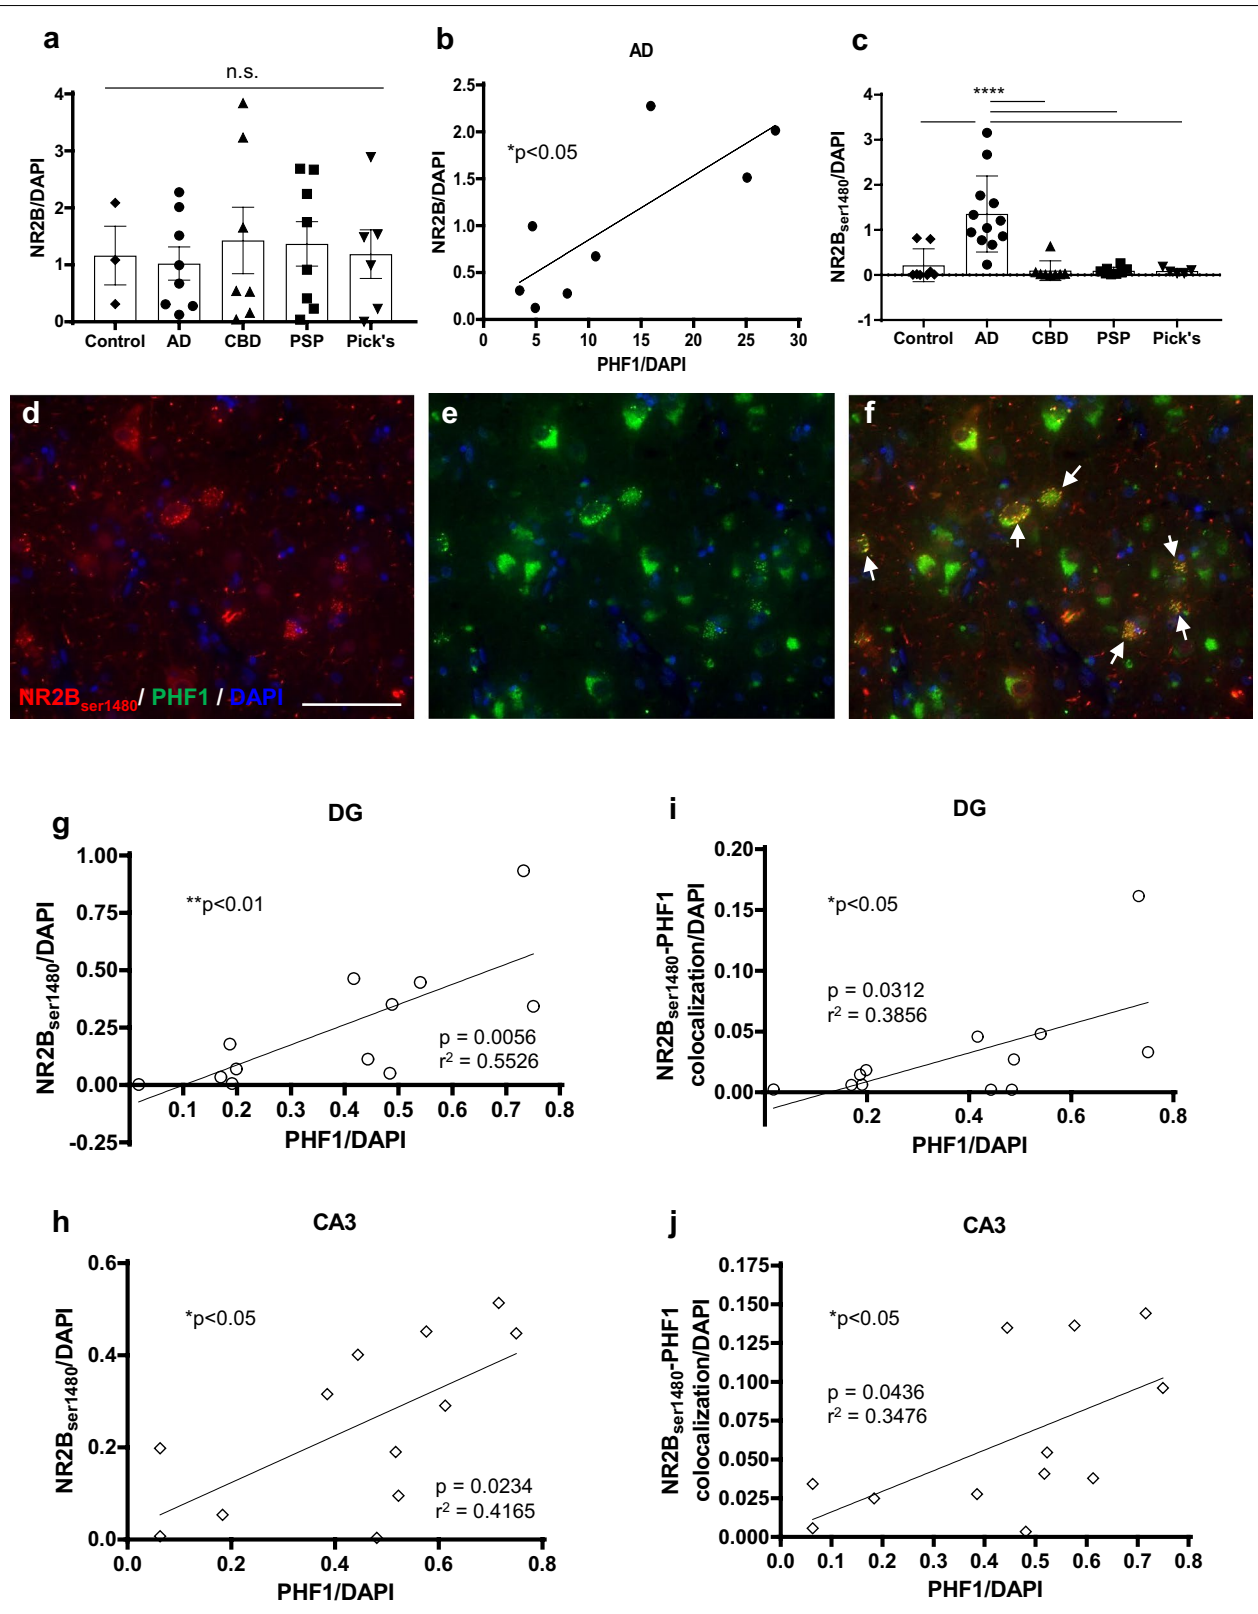 a
n.s.
NR2B/DAPI
4
3
2
1
0
Control AD CBD PSP Pick's
b
AD
NR2B/DAPI
2.5
2.0
1.5
1.0
0.5
0.0
*p<0.05
0 5 10 15 20 25 30
PHF1/DAPI
c
****
NR2Bser1480/DAPI
4
3
2
1
0
-1
Control AD CBD PSP Pick's
d
NR2Bser1480/ PHF1 / DAPI
e
f
g
DG
NR2Bser1480/DAPI
1.00
0.75
0.50
0.25
0.00
-0.25
**p<0.01
p = 0.0056
r2 = 0.5526
0.1 0.2 0.3 0.4 0.5 0.6 0.7 0.8
PHF1/DAPI
i
DG
NR2Bser1480-PHF1
colocalization/DAPI
0.20
0.15
0.10
0.05
0.00
*p<0.05
p = 0.0312
r2 = 0.3856
0.2 0.4 0.6 0.8
PHF1/DAPI
h
CA3
NR2Bser1480/DAPI
0.6
0.4
0.2
0.0
*p<0.05
p = 0.0234
r2 = 0.4165
0.0 0.2 0.4 0.6 0.8
PHF1/DAPI
j
CA3
NR2Bser1480-PHF1
colocalization/DAPI
0.175
0.150
0.125
0.100
0.075
0.050
0.025
0.000
*p<0.05
p = 0.0436
r2 = 0.3476
0.0 0.1 0.2 0.3 0.4 0.5 0.6 0.7 0.8
PHF1/DAPI